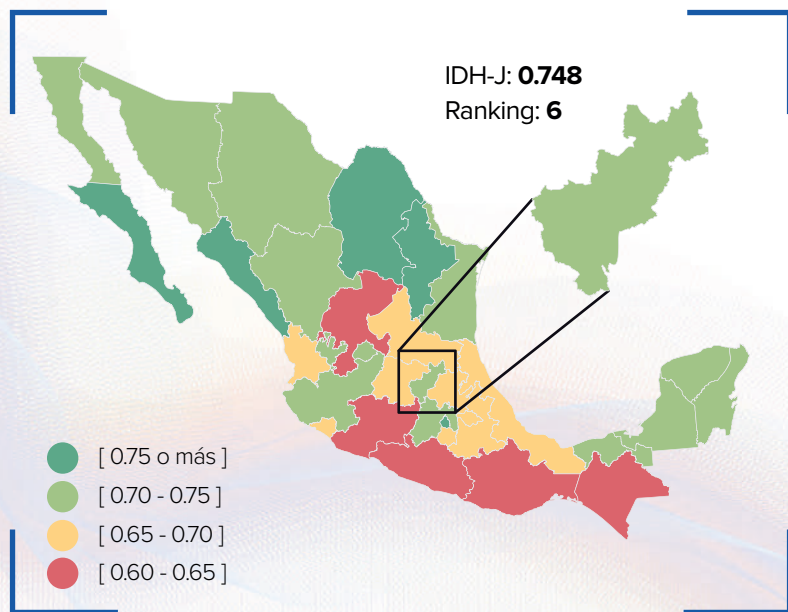 IDH-J: 0.748
Ranking: 6
[ 0.75 o más ]
[ 0.70 - 0.75 ]
[ 0.65 - 0.70 ]
[ 0.60 - 0.65 ]